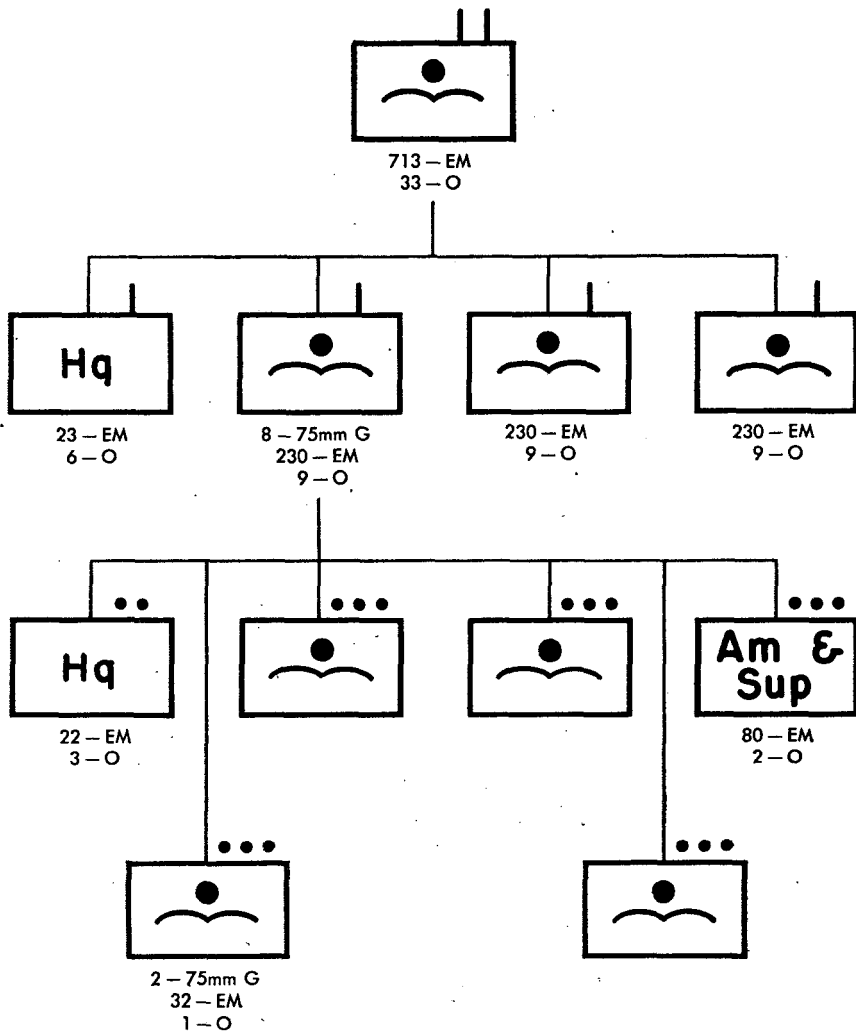 713 – EM
33 – O
Hq
23 – EM
6 – O
8 – 75mm G
230 – EM
9 – O
230 – EM
9 – O
230 – EM
9 – O
Hq
22 – EM
3 – O
Am &
Sup
80 – EM
2 – O
2 – 75mm G
32 – EM
1 – O